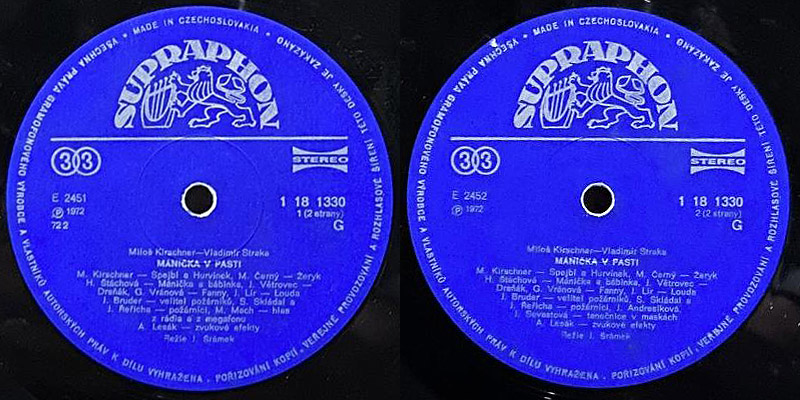 • MADE IN CZECHOSLOVAKIA •
VŠECHNA PRÁVA GRAMOFONOVÉHO VÝROBCE A VLASTNÍKŮ AUTORSKÝCH PRÁV K DÍLU VYHRAŽENA . POŘIZOVÁNÍ KOPIÍ, VEŘEJNÉ PROVOZOVÁNÍ A ROZHLASOVÉ ŠÍŘENÍ TÉTO DESKY JE ZAKÁZÁNO
SUPRAPHON
33
STEREO
E 2451
℗ 1972
72 2
1 18 1330
1 (2 strany)
G
Miloš Kirschner—Vladimír Straka
MÁNIČKA V PASTI
M. Kirschner — Spejbl a Hurvínek, M. Černý — Žeryk
H. Štáchová — Mánička a bábinka, J. Větrovec —
Dreňák, G. Vránová — Fanny, J. Lír — Louda
J. Bruder — velitel požárníků, S. Skládal a
J. Řeřicha — požárníci, M. Mach — hlas
z rádia a z megafonu
A. Lesák — zvukové efekty
Režie J. Šrámek
• MADE IN CZECHOSLOVAKIA •
VŠECHNA PRÁVA GRAMOFONOVÉHO VÝROBCE A VLASTNÍKŮ AUTORSKÝCH PRÁV K DÍLU VYHRAŽENA . POŘIZOVÁNÍ KOPIÍ, VEŘEJNÉ PROVOZOVÁNÍ A ROZHLASOVÉ ŠÍŘENÍ TÉTO DESKY JE ZAKÁZÁNO
SUPRAPHON
33
STEREO
E 2452
℗ 1972
1 18 1330
2 (2 strany)
G
Miloš Kirschner—Vladimír Straka
MÁNIČKA V PASTI
M. Kirschner — Spejbl a Hurvínek, M. Černý — Žeryk
H. Štáchová — Mánička a bábinka, J. Větrovec —
Dreňák, G. Vránová — Fanny, J. Lír — Louda
J. Bruder — velitel požárníků, S. Skládal a
J. Řeřicha — požárníci, J. Andresíková,
J. Sevastova — tanečnice v maskách
A. Lesák — zvukové efekty
Režie J. Šrámek